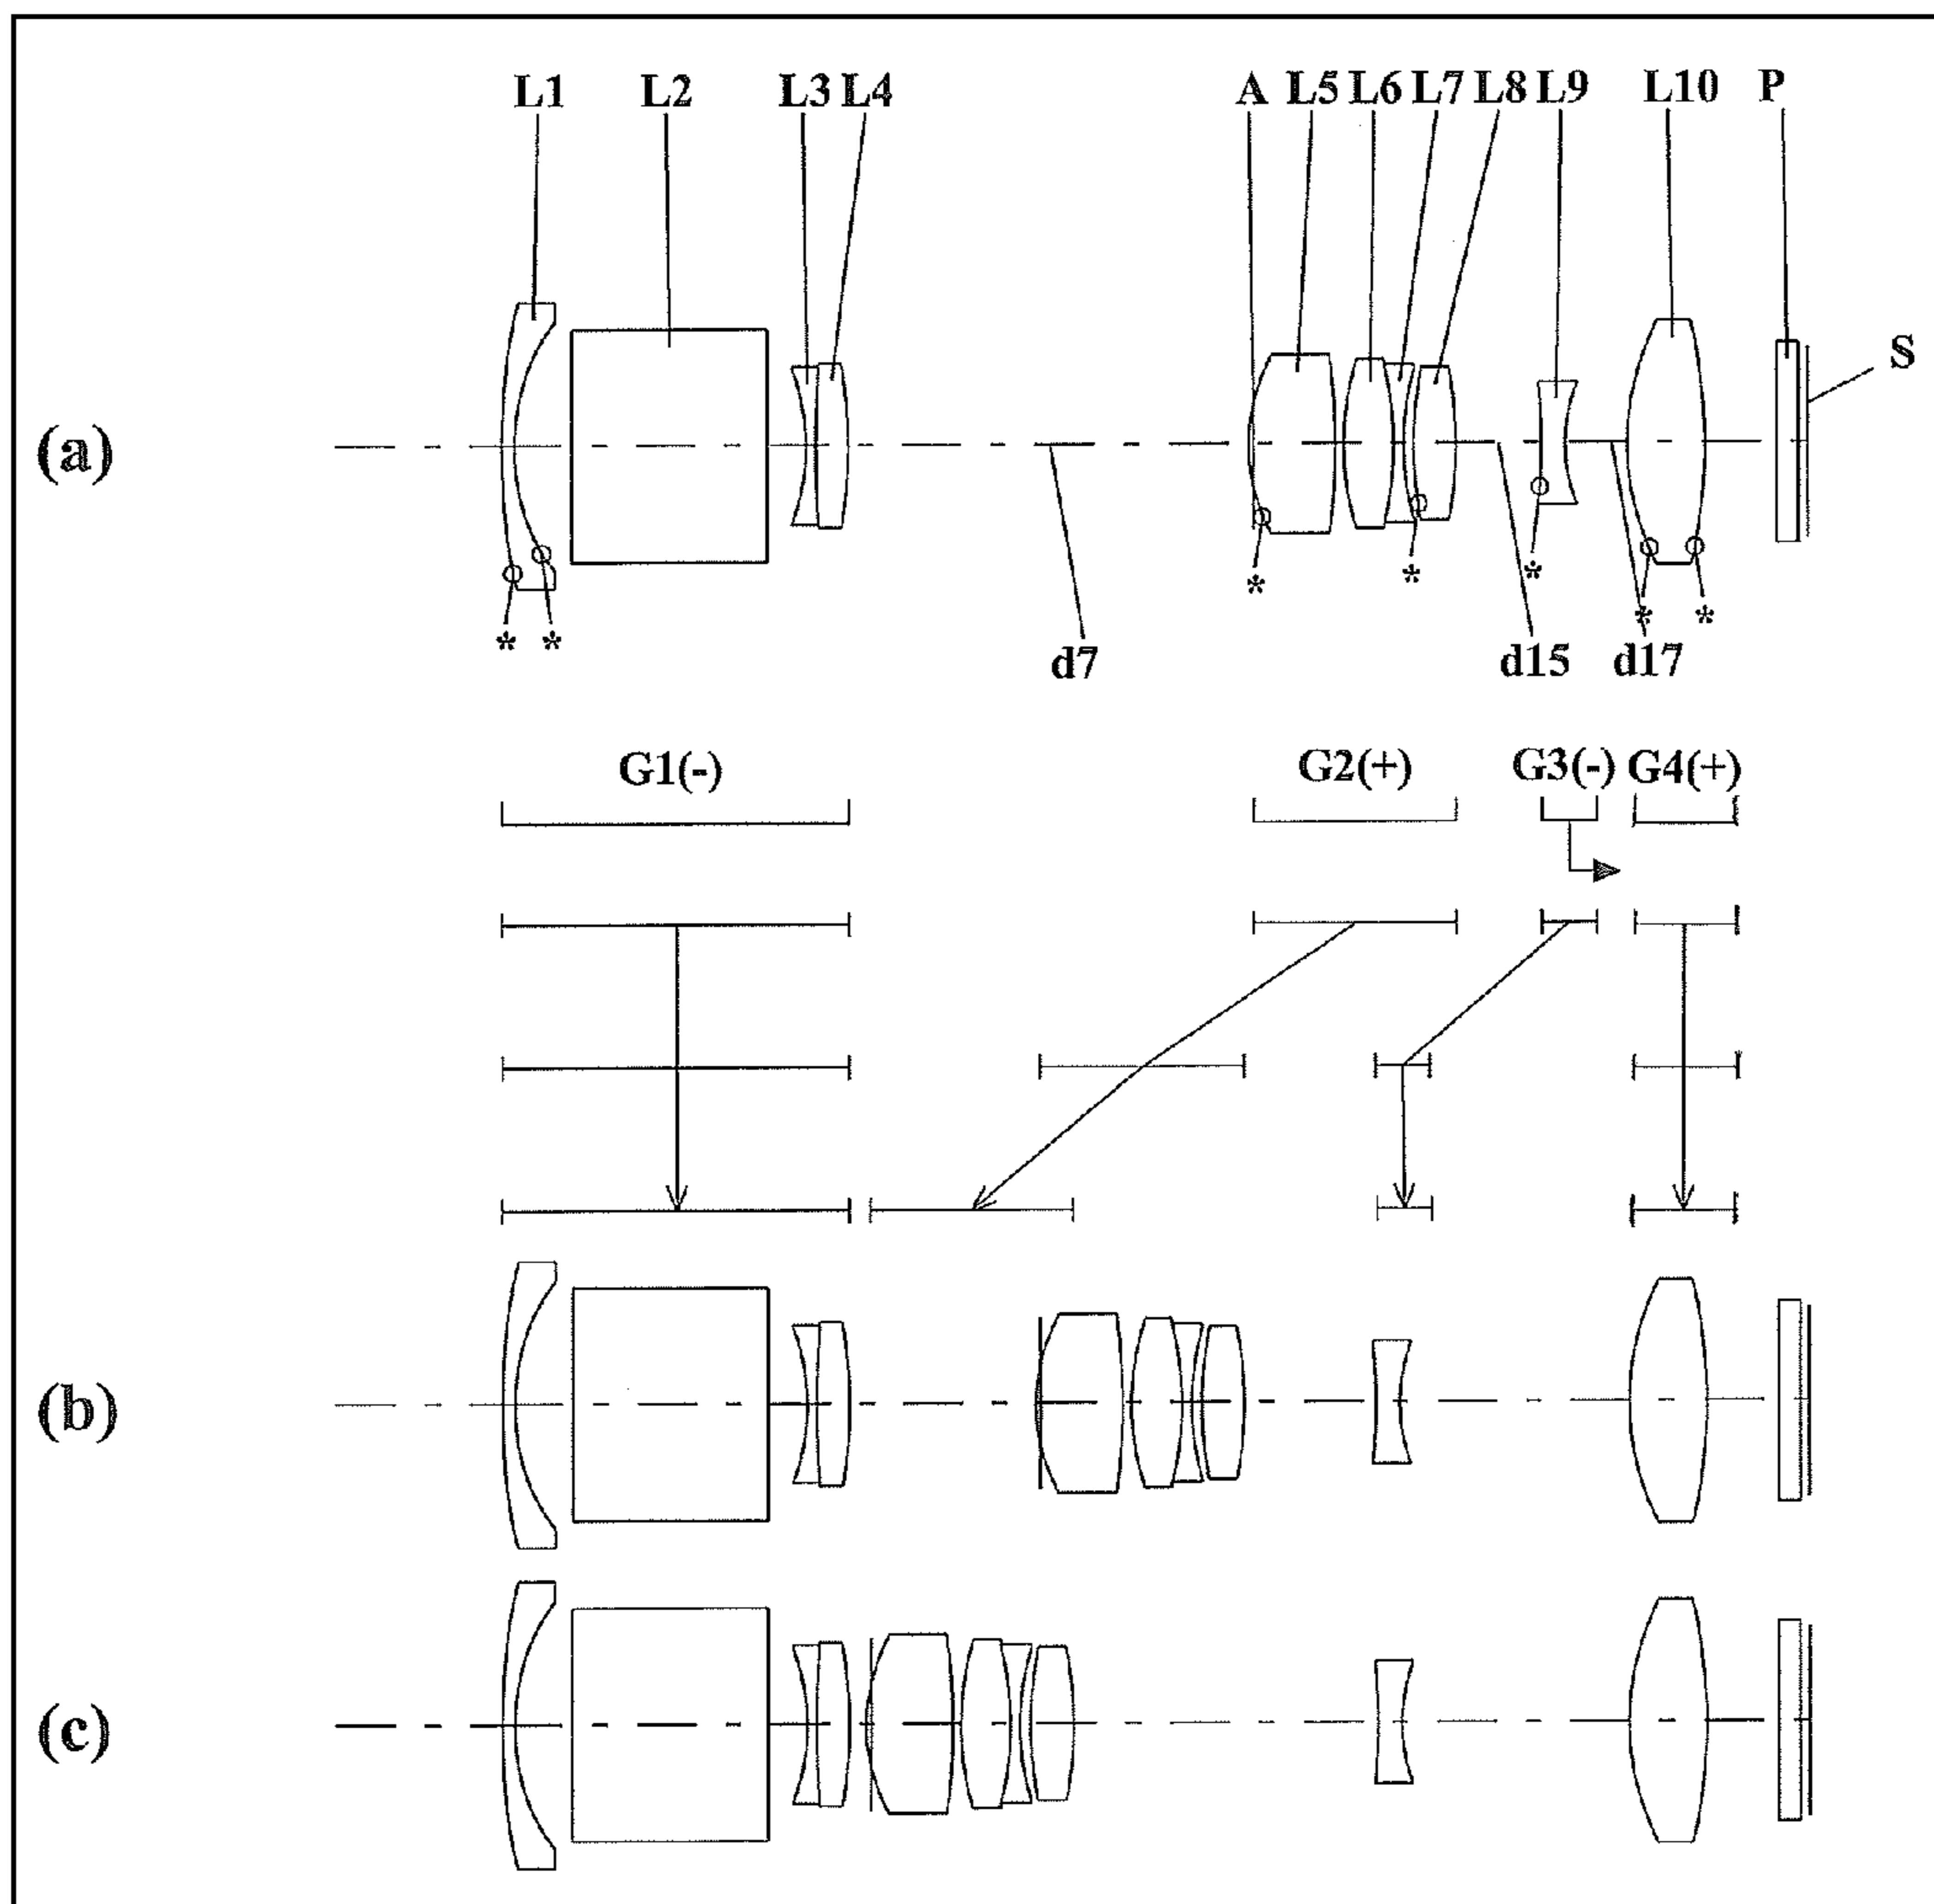 L1 L2 L3 L4 A L5 L6 L7 L8 L9 L10 P
S
(a)
* * * * * * *
d7 d15 d17
G1(-) G2(+) G3(-) G4(+)
(b)
(c)